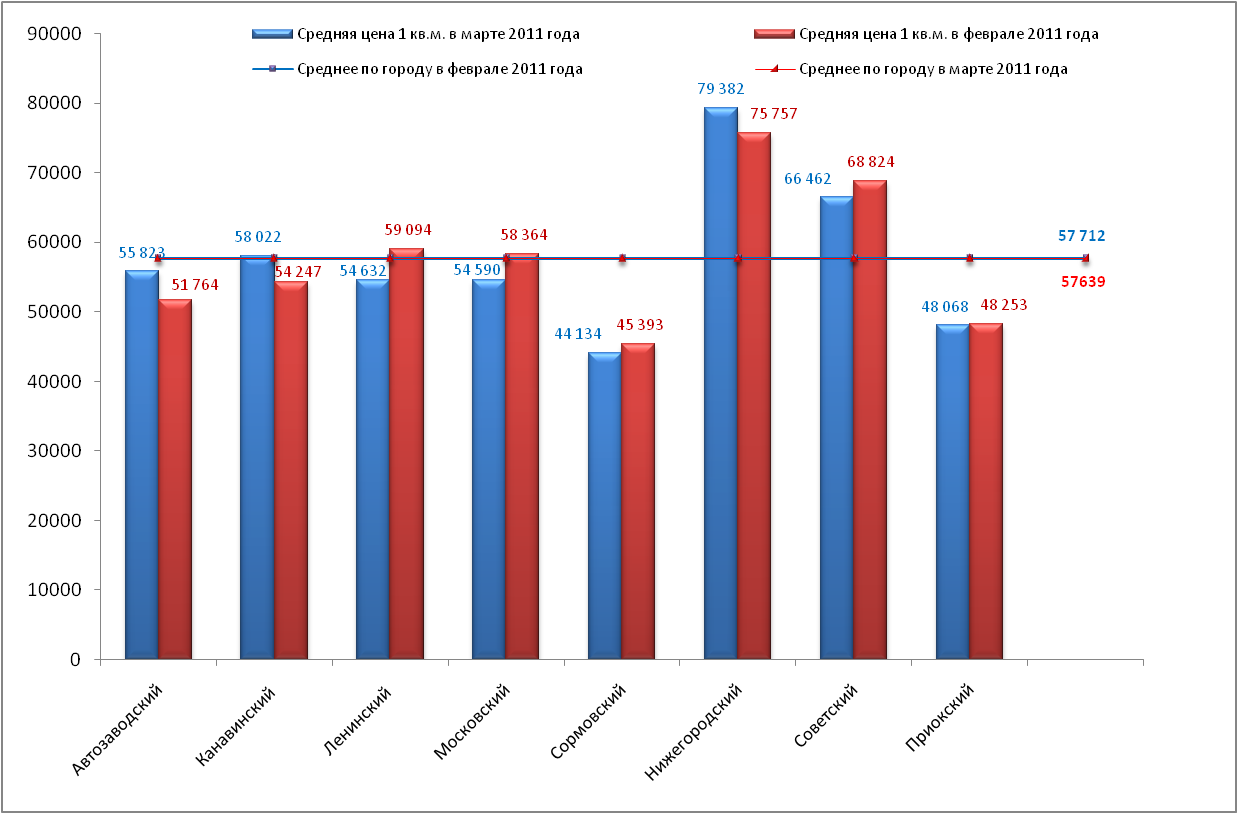 Средняя цена 1 кв.м. в марте 2011 года
Средняя цена 1 кв.м. в феврале 2011 года
Среднее по городу в феврале 2011 года
Среднее по городу в марте 2011 года
90000
80000
70000
60000
50000
40000
30000
20000
10000
0
55 823
51 764
58 022
54 247
54 632
59 094
54 590
58 364
44 134
45 393
79 382
75 757
66 462
68 824
48 068
48 253
57 712
57639
Автозаводский
Канавинский
Ленинский
Московский
Сормовский
Нижегородский
Советский
Приокский